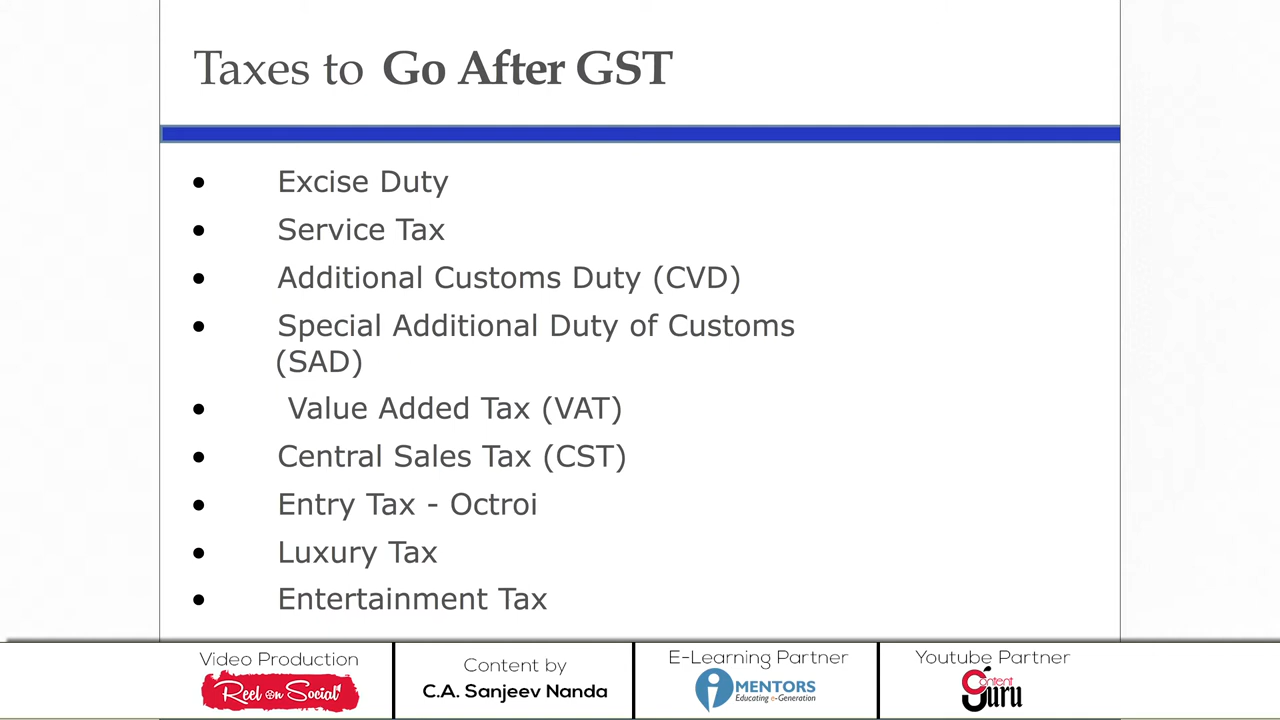 Taxes to Go After GST
• Excise Duty
• Service Tax
• Additional Customs Duty (CVD)
• Special Additional Duty of Customs
(SAD)
• Value Added Tax (VAT)
• Central Sales Tax (CST)
• Entry Tax - Octroi
• Luxury Tax
• Entertainment Tax
Video Production
Reel on Social
Content by
C.A. Sanjeev Nanda
E-Learning Partner
iMENTORS
Educating e-Generation
Youtube Partner
Content
Guru